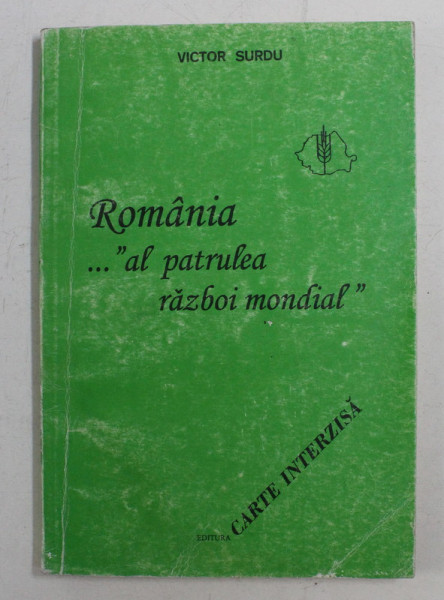 VICTOR SURDU
România
..."al patrulea
război mondial"
EDITURA CARTE INTERZISĂ